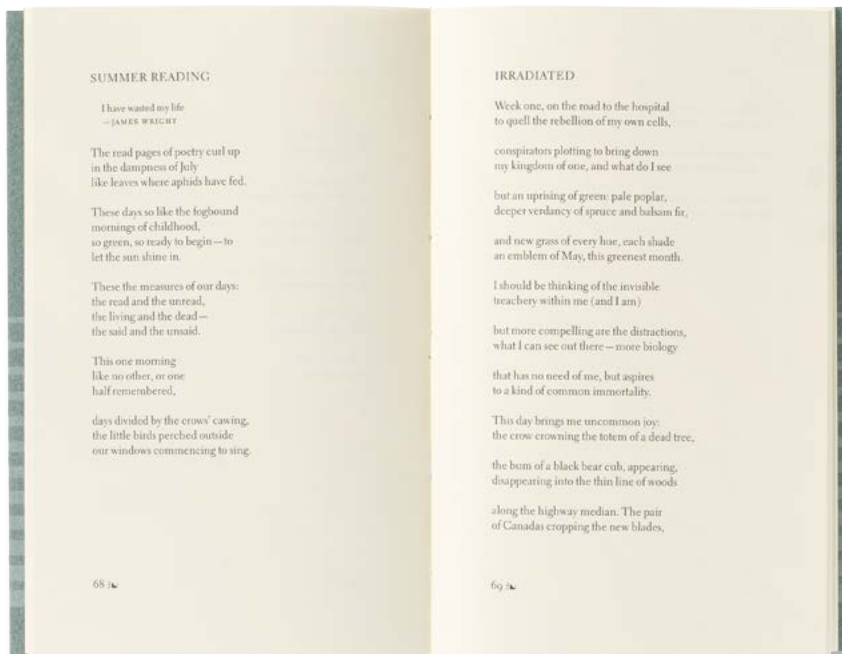 SUMMER READING
I have wasted my life
—JAMES WRIGHT
The read pages of poetry curl up
in the dampness of July
like leaves where aphids have fed.
These days so like the fogbound
mornings of childhood,
so green, so ready to begin—to
let the sun shine in.
These the measures of our days:
the read and the unread,
the living and the dead—
the said and the unsaid.
This one morning
like no other, or one
half remembered,
days divided by the crows' cawing,
the little birds perched outside
our windows commencing to sing.
68
IRRADIATED
Week one, on the road to the hospital
to quell the rebellion of my own cells,
conspirators plotting to bring down
my kingdom of one, and what do I see
but an uprising of green: pale poplar,
deeper verdancy of spruce and balsam fir,
and new grass of every hue, each shade
an emblem of May, this greenest month.
I should be thinking of the invisible
treachery within me (and I am)
but more compelling are the distractions,
what I can see out there—more biology
that has no need of me, but aspires
to a kind of common immortality.
This day brings me uncommon joy:
the crow crowning the totem of a dead tree,
the bum of a black bear cub, appearing,
disappearing into the thin line of woods
along the highway median. The pair
of Canadas cropping the new blades,
69